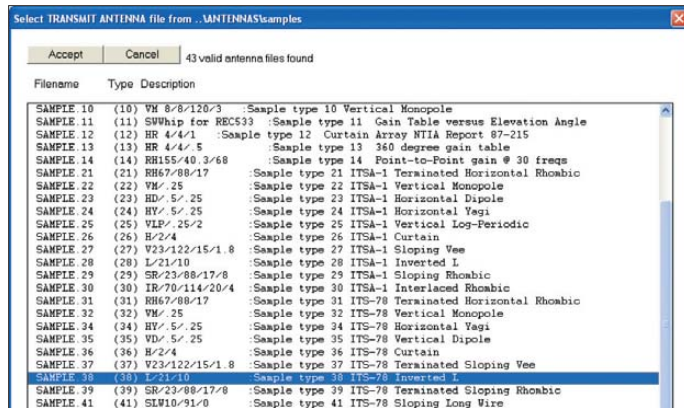 Select TRANSMIT ANTENNA file from ..\ANTENNAS\samples
Accept Cancel 43 valid antenna files found
Filename Type Description
SAMPLE.10 (10) VM 8/8/120/3 :Sample type 10 Vertical Monopole
SAMPLE.11 (11) SWWhip for REC533 :Sample type 11 Gain Table versus Elevation Angle
SAMPLE.12 (12) HR 4/4/1 :Sample type 12 Curtain Array NTIA Report 87-215
SAMPLE.13 (13) HR 4/4/.5 :Sample type 13 360 degree gain table
SAMPLE.14 (14) RH155/40.3/68 :Sample type 14 Point-to-Point gain @ 30 freqs
SAMPLE.21 (21) RH67/88/17 :Sample type 21 ITSA-1 Terminated Horizontal Rhombic
SAMPLE.22 (22) VM/.25 :Sample type 22 ITSA-1 Vertical Monopole
SAMPLE.23 (23) HD/.5/.25 :Sample type 23 ITSA-1 Horizontal Dipole
SAMPLE.24 (24) HY/.5/.25 :Sample type 24 ITSA-1 Horizontal Yagi
SAMPLE.25 (25) VLP/.25/2 :Sample type 25 ITSA-1 Vertical Log-Periodic
SAMPLE.26 (26) H/2/4 :Sample type 26 ITSA-1 Curtain
SAMPLE.27 (27) V23/122/15/1.8 :Sample type 27 ITSA-1 Sloping Vee
SAMPLE.28 (28) L/21/10 :Sample type 28 ITSA-1 Inverted L
SAMPLE.29 (29) SR/23/88/17/8 :Sample type 29 ITSA-1 Sloping Rhombic
SAMPLE.30 (30) IR/70/114/20/4 :Sample type 30 ITSA-1 Interlaced Rhombic
SAMPLE.31 (31) RH67/88/17 :Sample type 31 ITS-78 Terminated Horizontal Rhombic
SAMPLE.32 (32) VM/.25 :Sample type 32 ITS-78 Vertical Monopole
SAMPLE.34 (34) HY/.5/.25 :Sample type 34 ITS-78 Horizontal Yagi
SAMPLE.35 (35) VD/.5/.25 :Sample type 35 ITS-78 Vertical Dipole
SAMPLE.36 (36) H/2/4 :Sample type 36 ITS-78 Curtain
SAMPLE.37 (37) V23/122/15/1.8 :Sample type 37 ITS-78 Terminated Sloping Vee
SAMPLE.38 (38) L/21/10 :Sample type 38 ITS-78 Inverted L
SAMPLE.39 (39) SR/23/88/17/8 :Sample type 39 ITS-78 Terminated Sloping Rhombic
SAMPLE.41 (41) SLW10/91/0 :Sample type 41 ITS-78 Sloping Long Wire